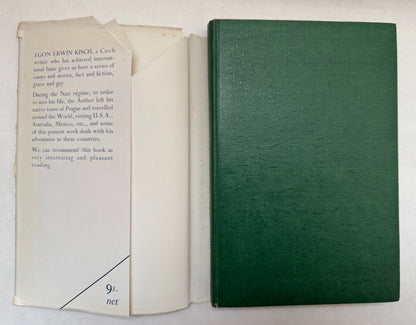 EGON ERWIN KISCH, a Czech
writer who has achieved internat-
ional fame gives us here a series of
essays and stories, fact and fiction,
grave and gay
During the Nazi régime, in order
to save his life, the Author left his
native town of Prague and travelled
around the World, visiting U.S.A.,
Australia, Mexico, etc., and some
of this present work deals with his
adventures in these countries.
We can recommend this book as
very interesting and pleasant
reading.
9s.
net